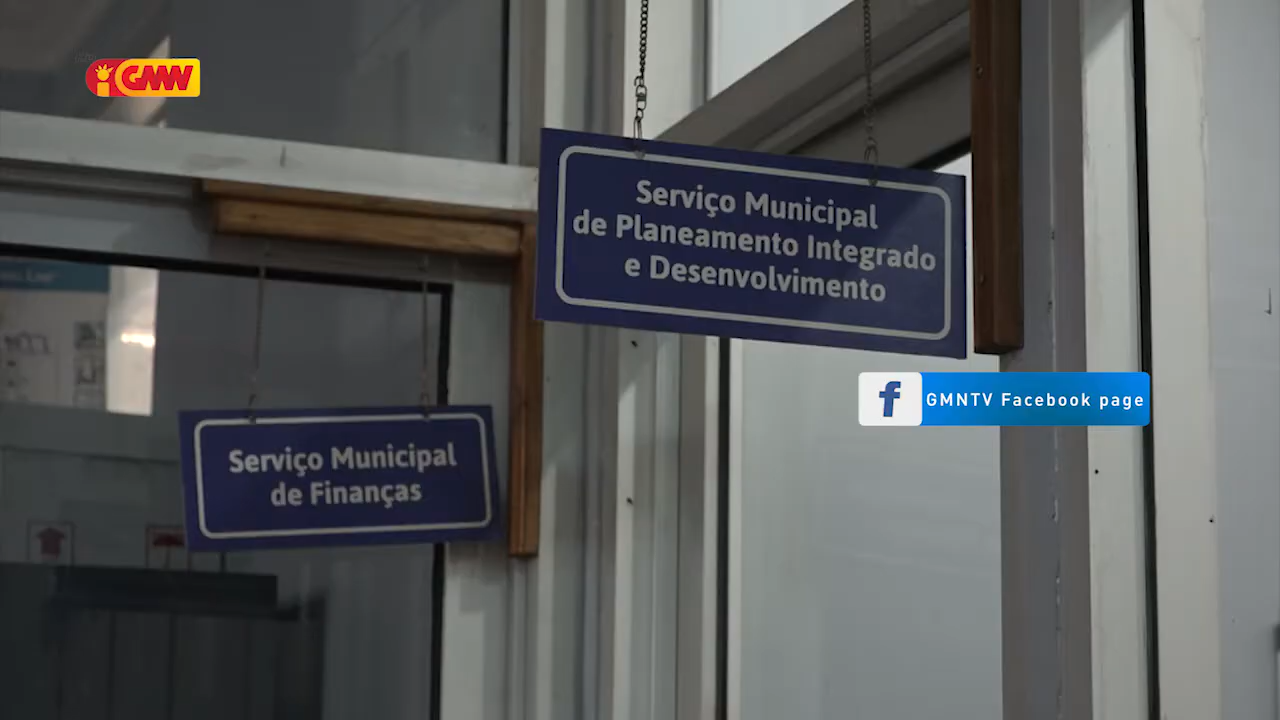 GMN
Serviço Municipal
de Planeamento Integrado
e Desenvolvimento
GMNTV Facebook page
Serviço Municipal
de Finanças